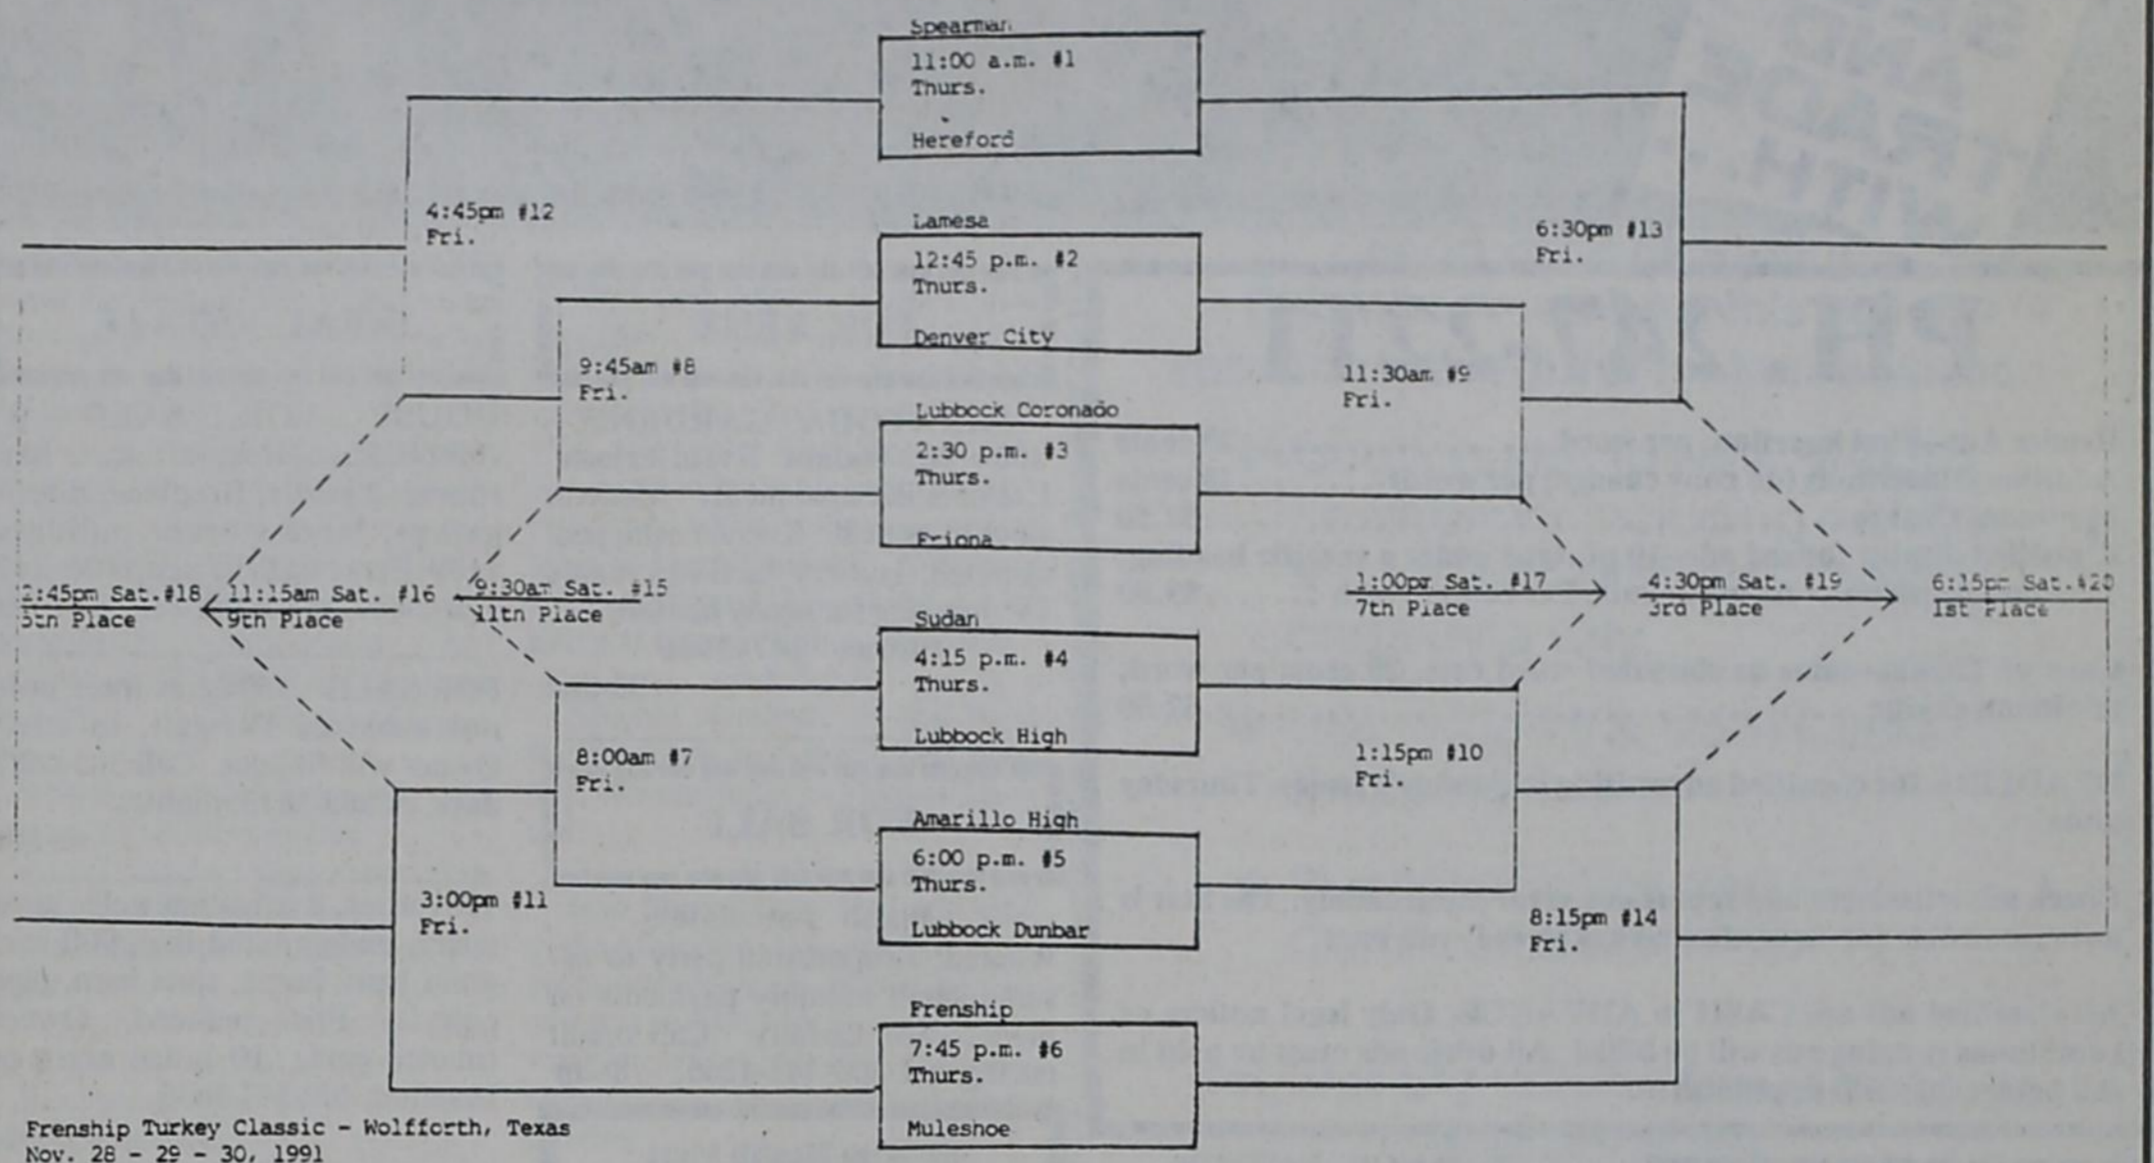 Spearman
11:00 a.m. #1
Thurs.
Hereford
4:45pm #12
Fri.
6:30pm #13
Fri.
Lamesa
12:45 p.m. #2
Thurs.
Denver City
9:45am #8
Fri.
11:30am #9
Fri.
Lubbock Coronado
2:30 p.m. #3
Thurs.
Friona
2:45pm Sat.#18
5th Place
11:15am Sat. #16
9th Place
9:30am Sat. #15
11th Place
1:00pm Sat. #17
7th Place
4:30pm Sat. #19
3rd Place
6:15pm Sat.#20
1st Place
Sudan
4:15 p.m. #4
Thurs.
Lubbock High
8:00am #7
Fri.
1:15pm #10
Fri.
Amarillo High
6:00 p.m. #5
Thurs.
Lubbock Dunbar
3:00pm #11
Fri.
8:15pm #14
Fri.
Frenship
7:45 p.m. #6
Thurs.
Muleshoe
Frenship Turkey Classic - Wolfforth, Texas
Nov. 28 - 29 - 30, 1991